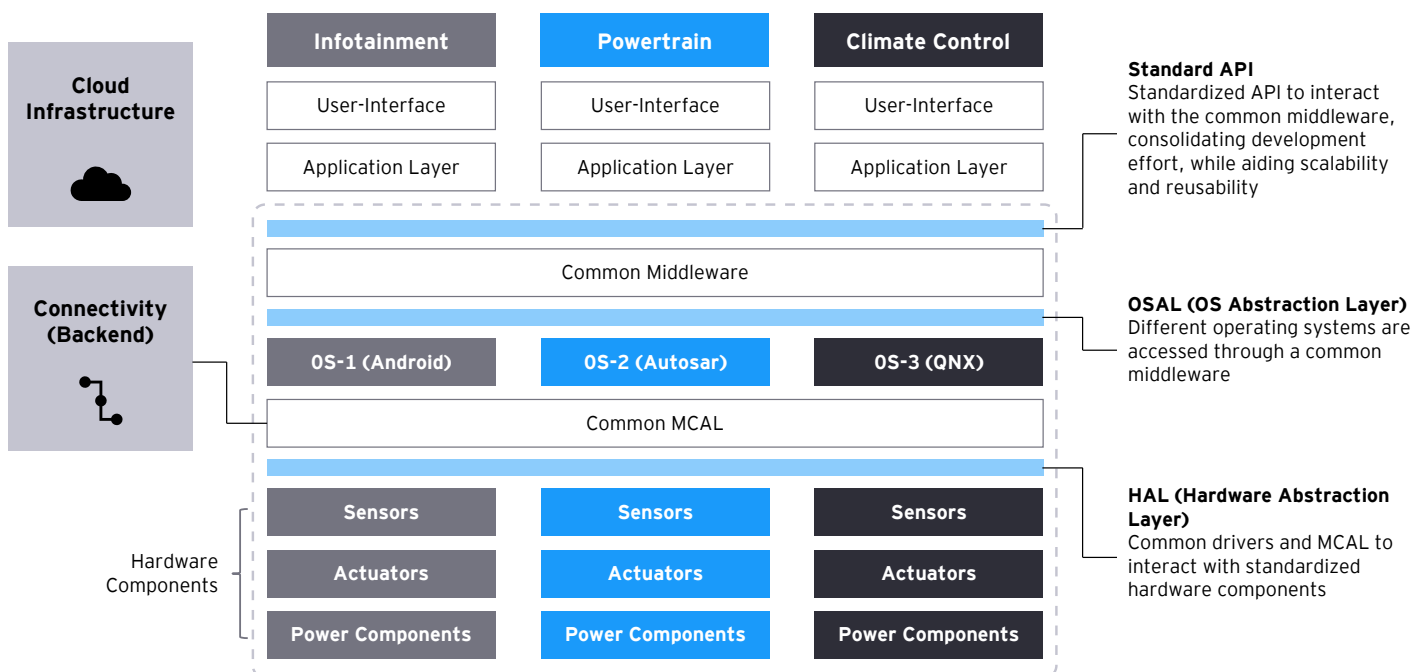 Infotainment
Powertrain
Climate Control
Cloud
Infrastructure
User-Interface
User-Interface
User-Interface
Application Layer
Application Layer
Application Layer
Standard API
Standardized API to interact
with the common middleware,
consolidating development
effort, while aiding scalability
and reusability
Common Middleware
Connectivity
(Backend)
OSAL (OS Abstraction Layer)
Different operating systems are
accessed through a common
middleware
OS-1 (Android)
OS-2 (Autosar)
OS-3 (QNX)
Common MCAL
HAL (Hardware Abstraction
Layer)
Common drivers and MCAL to
interact with standardized
hardware components
Hardware
Components
Sensors
Sensors
Sensors
Actuators
Actuators
Actuators
Power Components
Power Components
Power Components